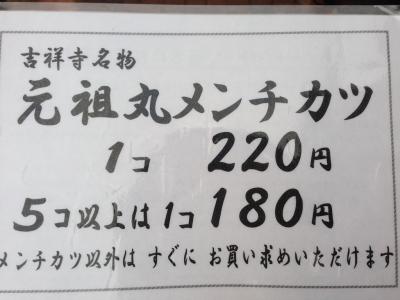 吉祥寺名物
元祖丸メンチカツ
1コ 220円
5コ以上は1コ180円
メンチカツ以外は すぐに お買い求めいただけます